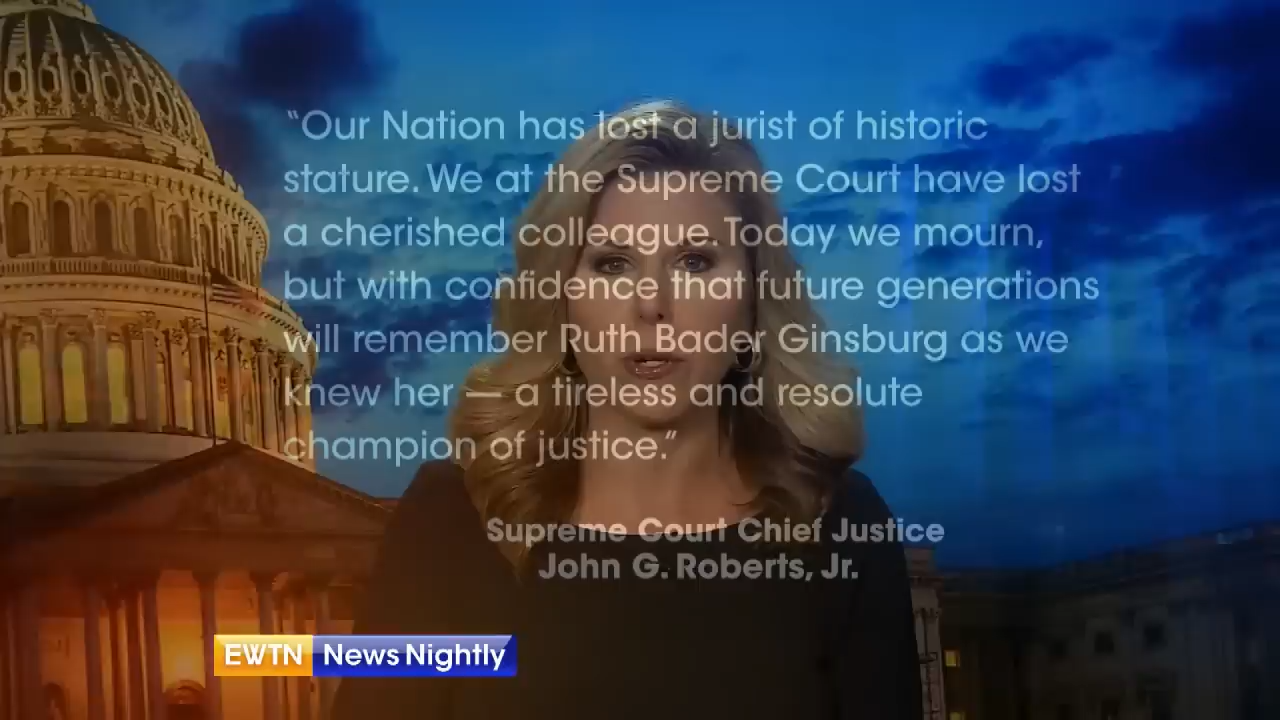 “Our Nation has lost a jurist of historic
stature. We at the Supreme Court have lost
a cherished colleague. Today we mourn,
but with confidence that future generations
will remember Ruth Bader Ginsburg as we
knew her — a tireless and resolute
champion of justice.”
Supreme Court Chief Justice
John G. Roberts, Jr.
EWTN News Nightly